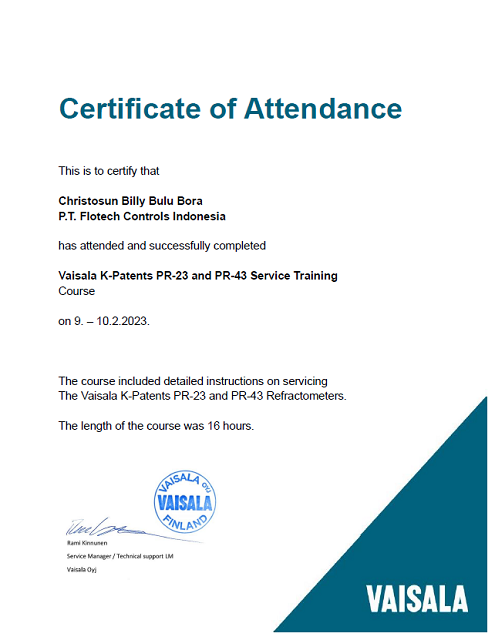 Certificate of Attendance
This is to certify that
Christosun Billy Bulu Bora
P.T. Flotech Controls Indonesia
has attended and successfully completed
Vaisala K-Patents PR-23 and PR-43 Service Training
Course
on 9. – 10.2.2023.
The course included detailed instructions on servicing
The Vaisala K-Patents PR-23 and PR-43 Refractometers.
The length of the course was 16 hours.
VAISALA OYJ
VAISALA
FINLAND
Rami Kinnunen
Service Manager / Technical support LM
Vaisala Oyj
VAISALA